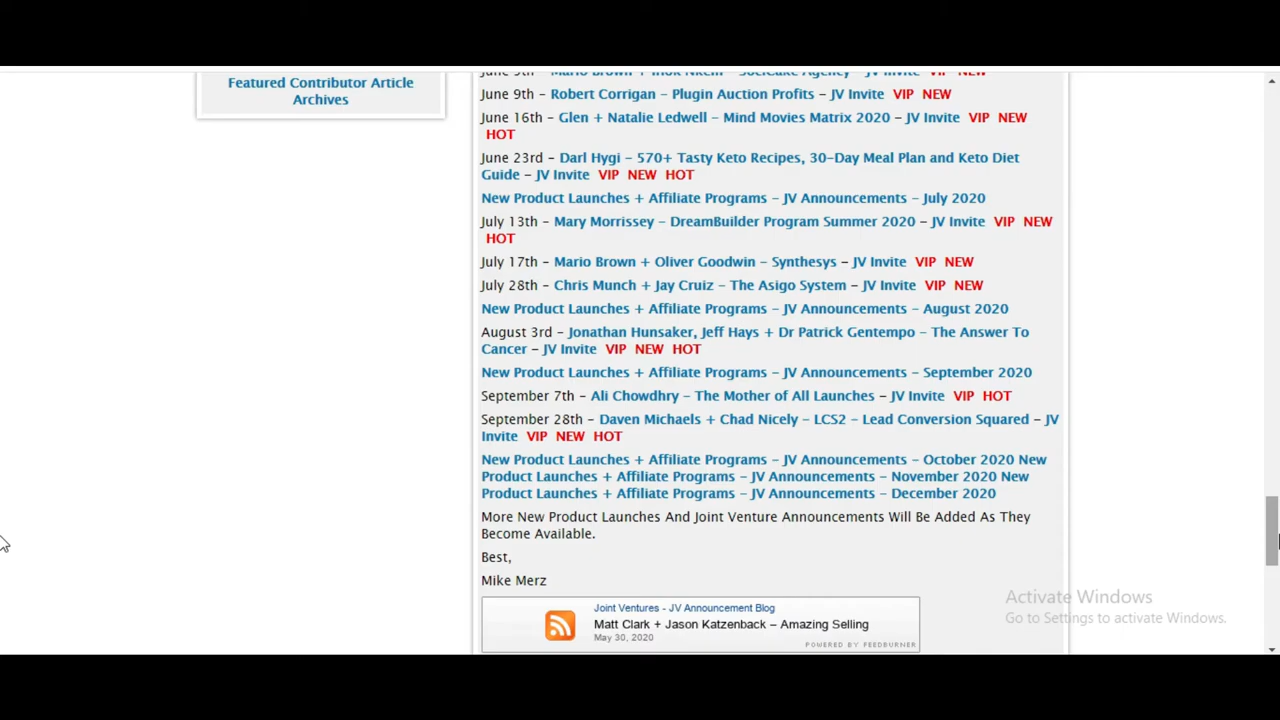 Featured Contributor Article
Archives
June 9th - Robert Corrigan – Plugin Auction Profits – JV Invite VIP NEW
June 16th - Glen + Natalie Ledwell – Mind Movies Matrix 2020 – JV Invite VIP NEW
HOT
June 23rd - Darl Hygi – 570+ Tasty Keto Recipes, 30-Day Meal Plan and Keto Diet
Guide – JV Invite VIP NEW HOT
New Product Launches + Affiliate Programs – JV Announcements – July 2020
July 13th - Mary Morrissey – DreamBuilder Program Summer 2020 – JV Invite VIP NEW
HOT
July 17th - Mario Brown + Oliver Goodwin – Synthesys – JV Invite VIP NEW
July 28th - Chris Munch + Jay Cruiz – The Asigo System – JV Invite VIP NEW
New Product Launches + Affiliate Programs – JV Announcements – August 2020
August 3rd - Jonathan Hunsaker, Jeff Hays + Dr Patrick Gentempo – The Answer To
Cancer – JV Invite VIP NEW HOT
New Product Launches + Affiliate Programs – JV Announcements – September 2020
September 7th - Ali Chowdhry – The Mother of All Launches – JV Invite VIP HOT
September 28th – Daven Michaels + Chad Nicely – LCS2 – Lead Conversion Squared – JV
Invite VIP NEW HOT
New Product Launches + Affiliate Programs – JV Announcements – October 2020 New
Product Launches + Affiliate Programs – JV Announcements – November 2020 New
Product Launches + Affiliate Programs – JV Announcements – December 2020
More New Product Launches And Joint Venture Announcements Will Be Added As They
Become Available.
Best,
Mike Merz
Joint Ventures - JV Announcement Blog
Matt Clark + Jason Katzenback – Amazing Selling
May 30, 2020
POWERED BY FEEDBURNER
Activate Windows
Go to Settings to activate Windows.